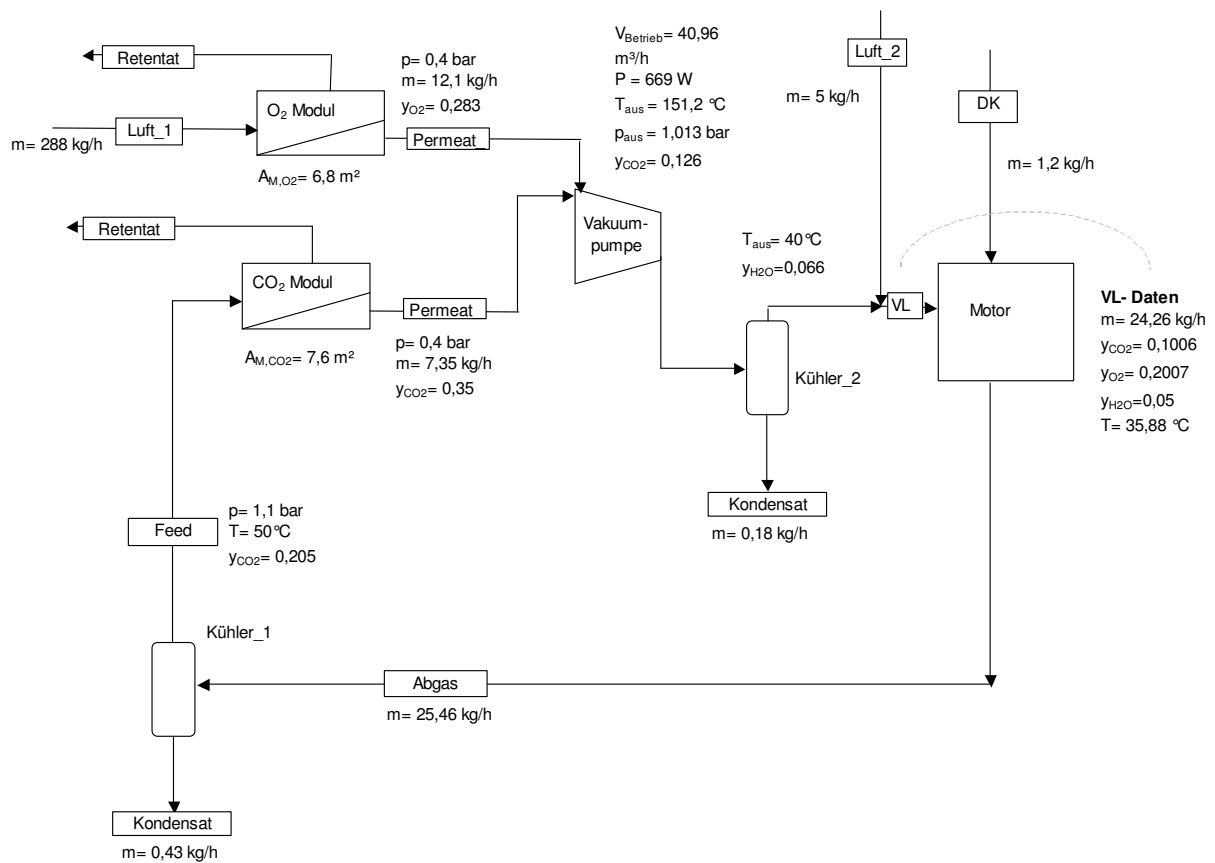 Retentat
p= 0,4 bar
m= 12,1 kg/h
y_O2= 0,283
O₂ Modul
Luft_1
m= 288 kg/h
Permeat_
A_M,O2= 6,8 m²
V_Betrieb= 40,96
m³/h
P = 669 W
T_aus = 151,2 °C
p_aus = 1,013 bar
y_CO2 = 0,126
Luft_2
m= 5 kg/h
DK
m= 1,2 kg/h
Retentat
CO₂ Modul
Permeat
A_M,CO2= 7,6 m²
p= 0,4 bar
m= 7,35 kg/h
y_CO2= 0,35
Vakuum-
pumpe
T_aus= 40°C
y_H2O=0,066
VL
Motor
VL- Daten
m= 24,26 kg/h
y_CO2= 0,1006
y_O2= 0,2007
y_H2O=0,05
T= 35,88 °C
Kühler_2
Kondensat
m= 0,18 kg/h
Feed
p= 1,1 bar
T= 50°C
y_CO2= 0,205
Kühler_1
Abgas
m= 25,46 kg/h
Kondensat
m= 0,43 kg/h